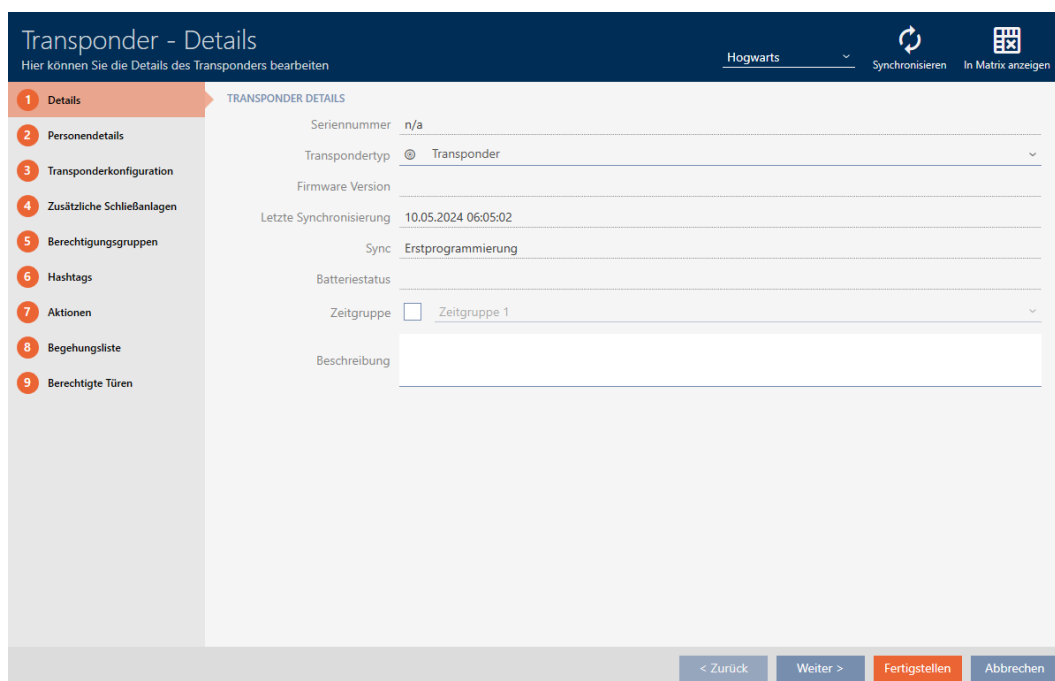 Transponder - Details
Hier können Sie die Details des Transponders bearbeiten
Hogwarts
Synchronisieren
In Matrix anzeigen
1 Details
2 Personendetails
3 Transponderkonfiguration
4 Zusätzliche Schließanlagen
5 Berechtigungsgruppen
6 Hashtags
7 Aktionen
8 Begehungsliste
9 Berechtigte Türen
TRANSPONDER DETAILS
Seriennummer n/a
Transpondertyp Transponder
Firmware Version
Letzte Synchronisierung 10.05.2024 06:05:02
Sync Erstprogrammierung
Batteriestatus
Zeitgruppe Zeitgruppe 1
Beschreibung
< Zurück
Weiter >
Fertigstellen
Abbrechen